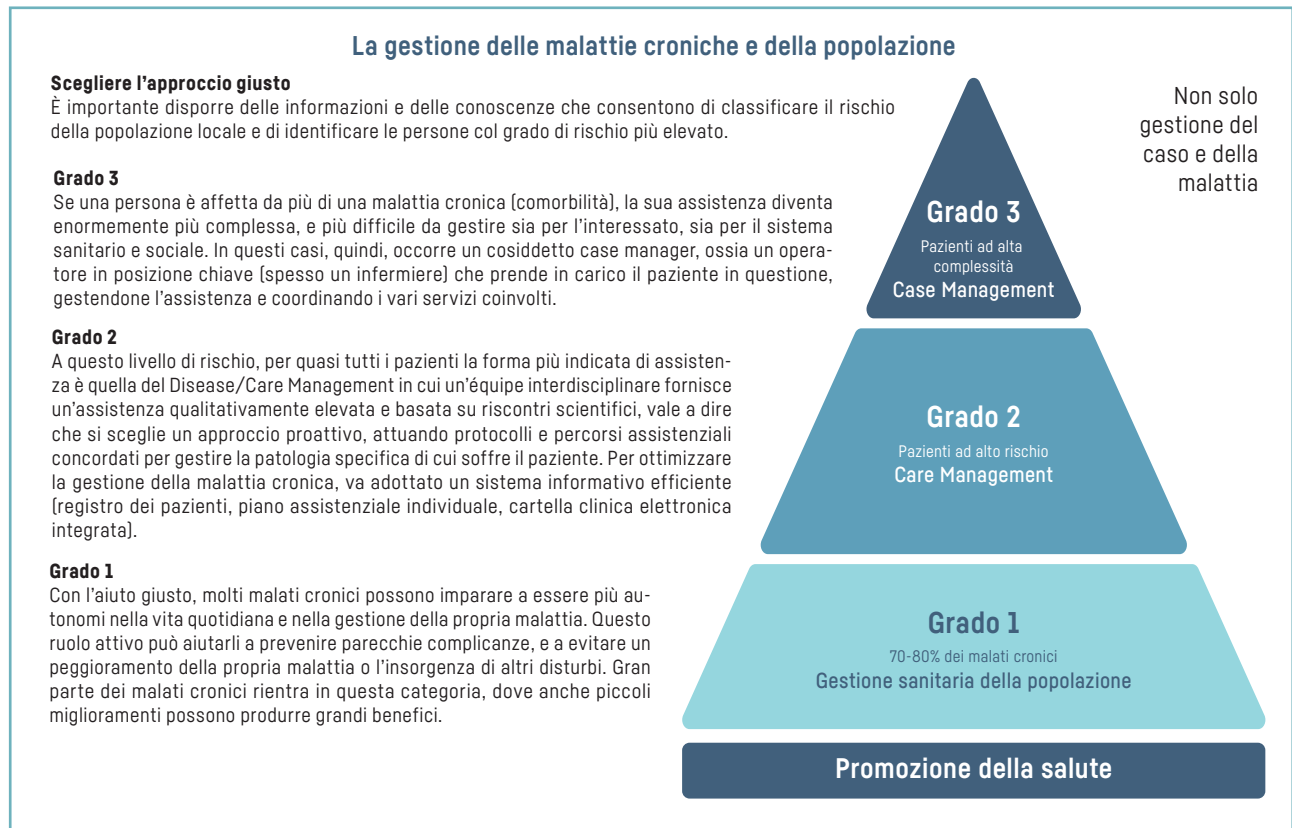 La gestione delle malattie croniche e della popolazione
Scegliere l'approccio giusto
È importante disporre delle informazioni e delle conoscenze che consentono di classificare il rischio
della popolazione locale e di identificare le persone col grado di rischio più elevato.
Grado 3
Se una persona è affetta da più di una malattia cronica (comorbilità), la sua assistenza diventa
enormemente più complessa, e più difficile da gestire sia per l'interessato, sia per il sistema
sanitario e sociale. In questi casi, quindi, occorre un cosiddetto case manager, ossia un opera-
tore in posizione chiave (spesso un infermiere) che prende in carico il paziente in questione,
gestendone l'assistenza e coordinando i vari servizi coinvolti.
Grado 2
A questo livello di rischio, per quasi tutti i pazienti la forma più indicata di assisten-
za è quella del Disease/Care Management in cui un'équipe interdisciplinare fornisce
un'assistenza qualitativamente elevata e basata su riscontri scientifici, vale a dire
che si sceglie un approccio proattivo, attuando protocolli e percorsi assistenziali
concordati per gestire la patologia specifica di cui soffre il paziente. Per ottimizzare
la gestione della malattia cronica, va adottato un sistema informativo efficiente
(registro dei pazienti, piano assistenziale individuale, cartella clinica elettronica
integrata).
Grado 1
Con l'aiuto giusto, molti malati cronici possono imparare a essere più au-
tonomi nella vita quotidiana e nella gestione della propria malattia. Questo
ruolo attivo può aiutarli a prevenire parecchie complicanze, e a evitare un
peggioramento della propria malattia o l'insorgenza di altri disturbi. Gran
parte dei malati cronici rientra in questa categoria, dove anche piccoli
miglioramenti possono produrre grandi benefici.
Non solo
gestione del
caso e della
malattia
Grado 3
Pazienti ad alta
complessità
Case Management
Grado 2
Pazienti ad alto rischio
Care Management
Grado 1
70-80% dei malati cronici
Gestione sanitaria della popolazione
Promozione della salute